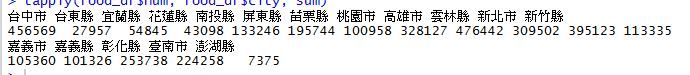 > tapply(food_df$num, food_df$city, sum)
台中市 台東縣 宜蘭縣 花蓮縣 南投縣 屏東縣 苗栗縣 桃園市 高雄市 雲林縣 新北市 新竹縣
456569 27957 54845 43098 133246 195744 100958 328127 476442 309502 395123 113335
嘉義市 嘉義縣 彰化縣 臺南市 澎湖縣
105360 101326 253738 224258 7375